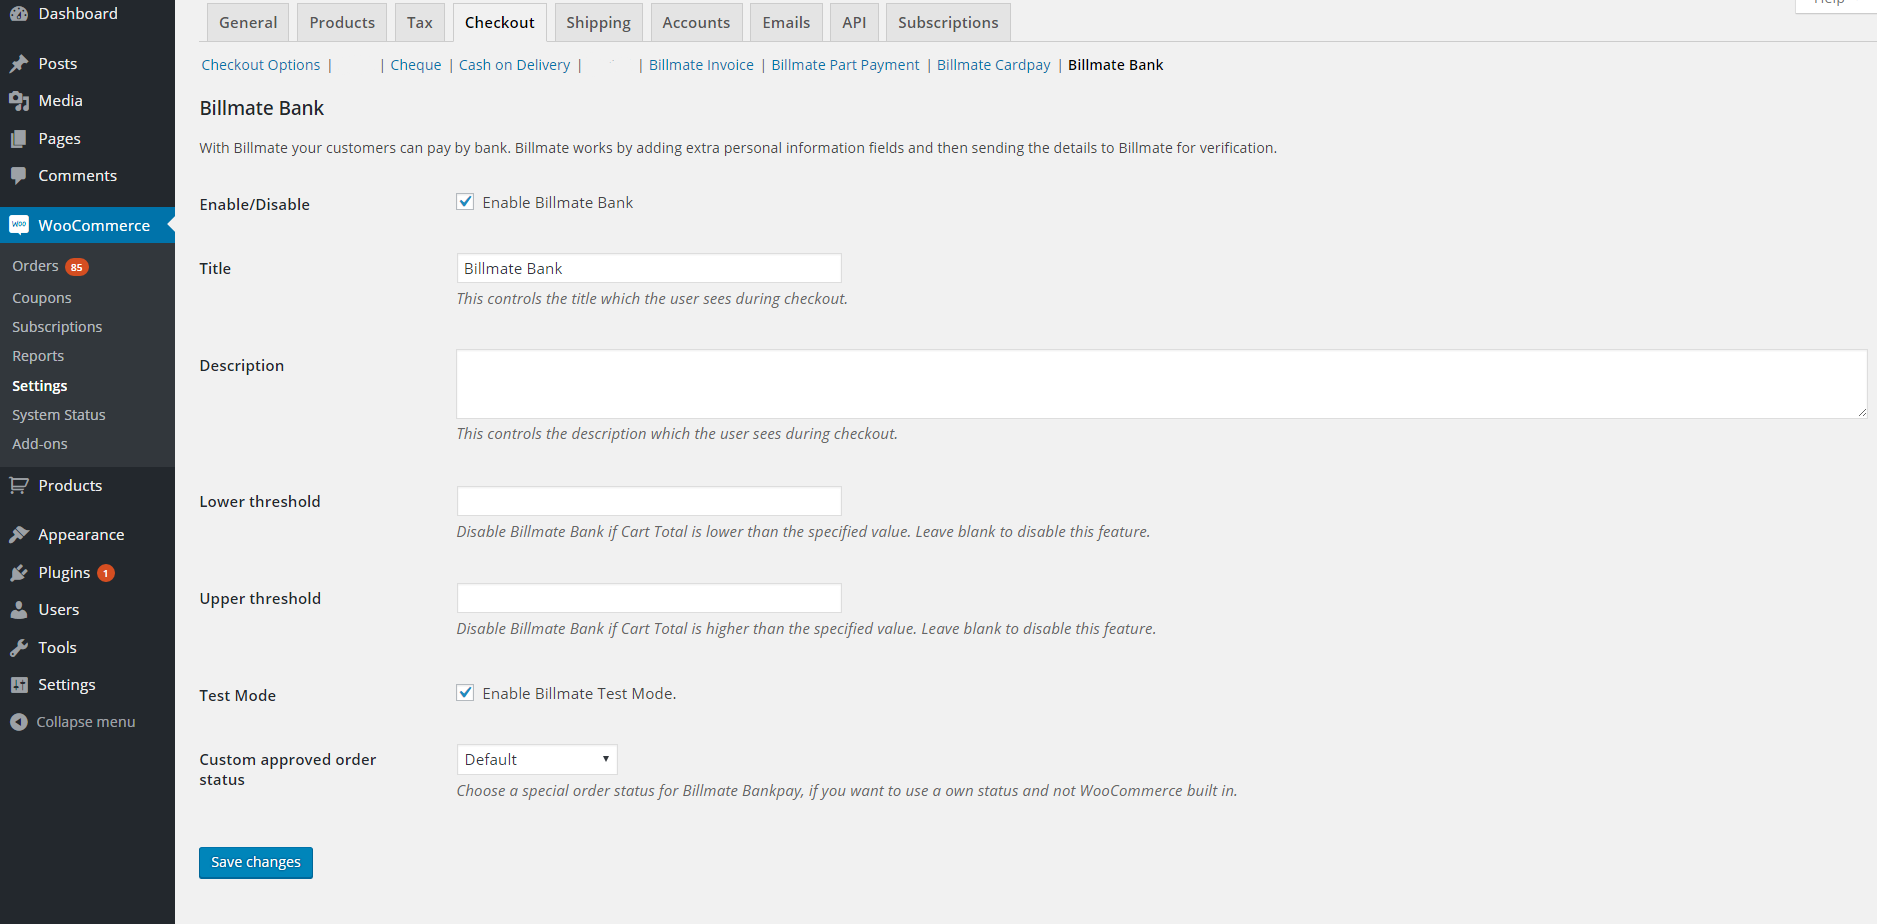 Dashboard
Posts
Media
Pages
Comments
WOO WooCommerce
Orders 85
Coupons
Subscriptions
Reports
Settings
System Status
Add-ons
Products
Appearance
Plugins 1
Users
Tools
Settings
Collapse menu
Help
General Products Tax Checkout Shipping Accounts Emails API Subscriptions
Checkout Options | | Cheque | Cash on Delivery | | Billmate Invoice | Billmate Part Payment | Billmate Cardpay | Billmate Bank
Billmate Bank
With Billmate your customers can pay by bank. Billmate works by adding extra personal information fields and then sending the details to Billmate for verification.
Enable/Disable Enable Billmate Bank
Title Billmate Bank
This controls the title which the user sees during checkout.
Description
This controls the description which the user sees during checkout.
Lower threshold
Disable Billmate Bank if Cart Total is lower than the specified value. Leave blank to disable this feature.
Upper threshold
Disable Billmate Bank if Cart Total is higher than the specified value. Leave blank to disable this feature.
Test Mode Enable Billmate Test Mode.
Custom approved order
status
Default
Choose a special order status for Billmate Bankpay, if you want to use a own status and not WooCommerce built in.
Save changes